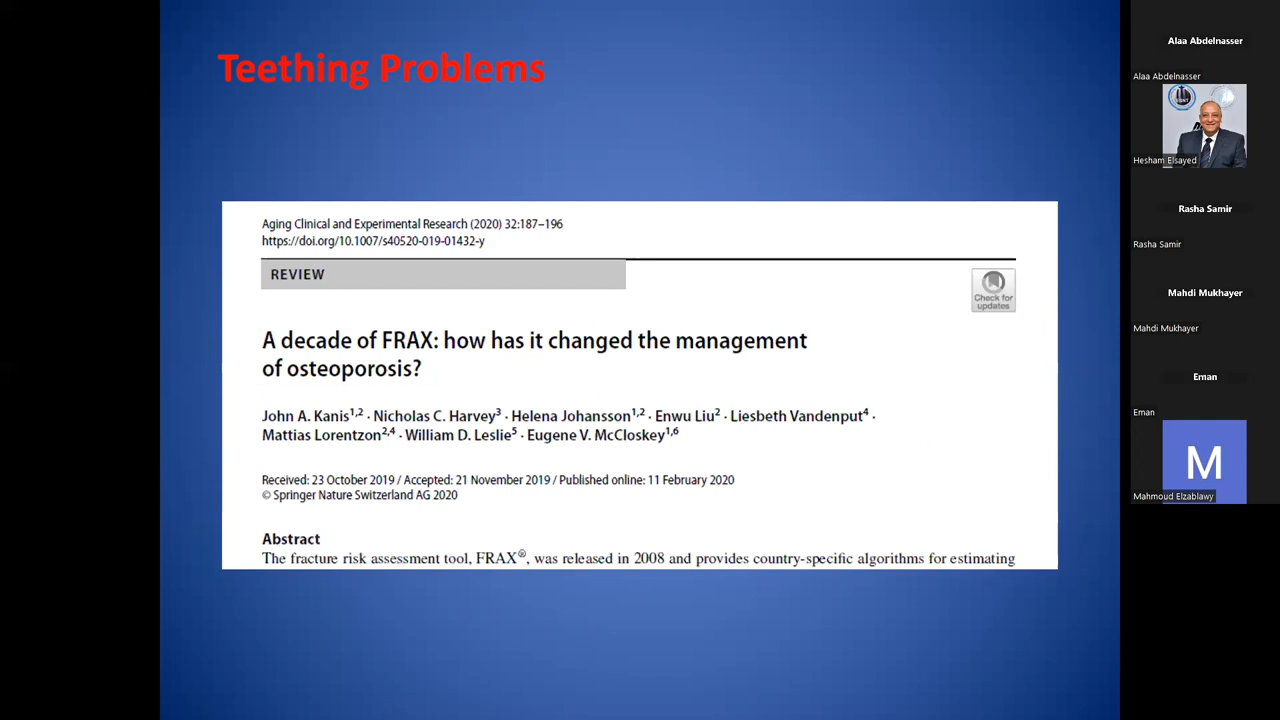 Teething Problems
Aging Clinical and Experimental Research (2020) 32:187–196
https://doi.org/10.1007/s40520-019-01432-y
REVIEW
Check for
updates
A decade of FRAX: how has it changed the management
of osteoporosis?
John A. Kanis1,2 · Nicholas C. Harvey3 · Helena Johansson1,2 · Enwu Liu2 · Liesbeth Vandenput4 ·
Mattias Lorentzon2,4 · William D. Leslie5 · Eugene V. McCloskey1,6
Received: 23 October 2019 / Accepted: 21 November 2019 / Published online: 11 February 2020
© Springer Nature Switzerland AG 2020
Abstract
The fracture risk assessment tool, FRAX®, was released in 2008 and provides country-specific algorithms for estimating
Alaa Abdelnasser
Alaa Abdelnasser
Hesham Elsayed
Rasha Samir
Rasha Samir
Mahdi Mukhayer
Mahdi Mukhayer
Eman
Eman
M
Mahmoud Elzablawy